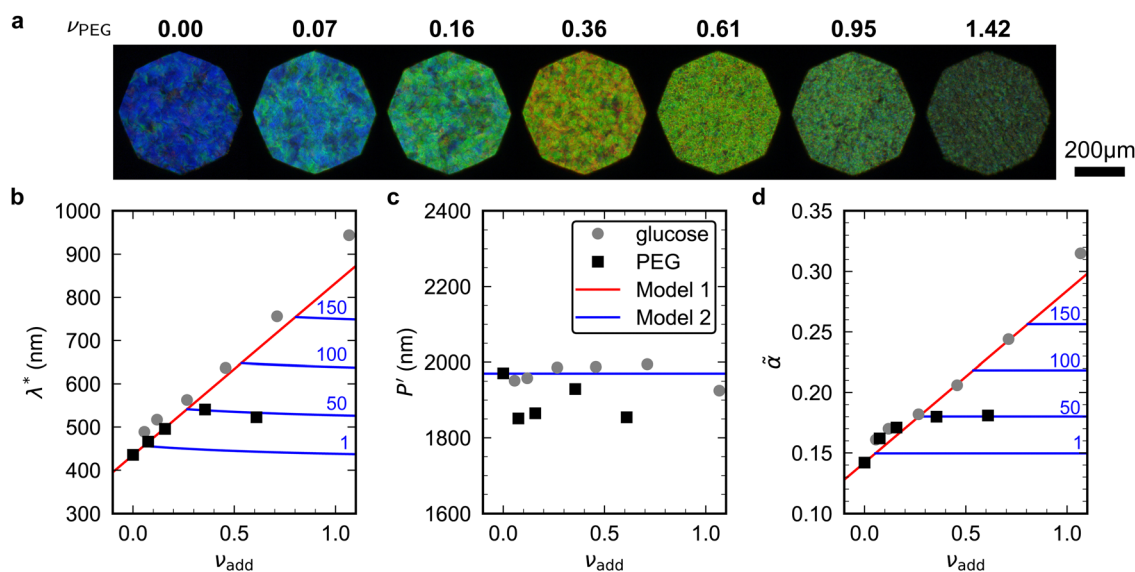 a ν_PEG 0.00 0.07 0.16 0.36 0.61 0.95 1.42
200μm
b c d
1000
900
800
700
600
500
400
300
λ* (nm)
150
100
50
1
0.0 0.5 1.0
ν_add
2400
2200
2000
1800
1600
P′ (nm)
glucose
PEG
Model 1
Model 2
0.0 0.5 1.0
ν_add
0.35
0.30
0.25
0.20
0.15
0.10
α̃
150
100
50
1
0.0 0.5 1.0
ν_add